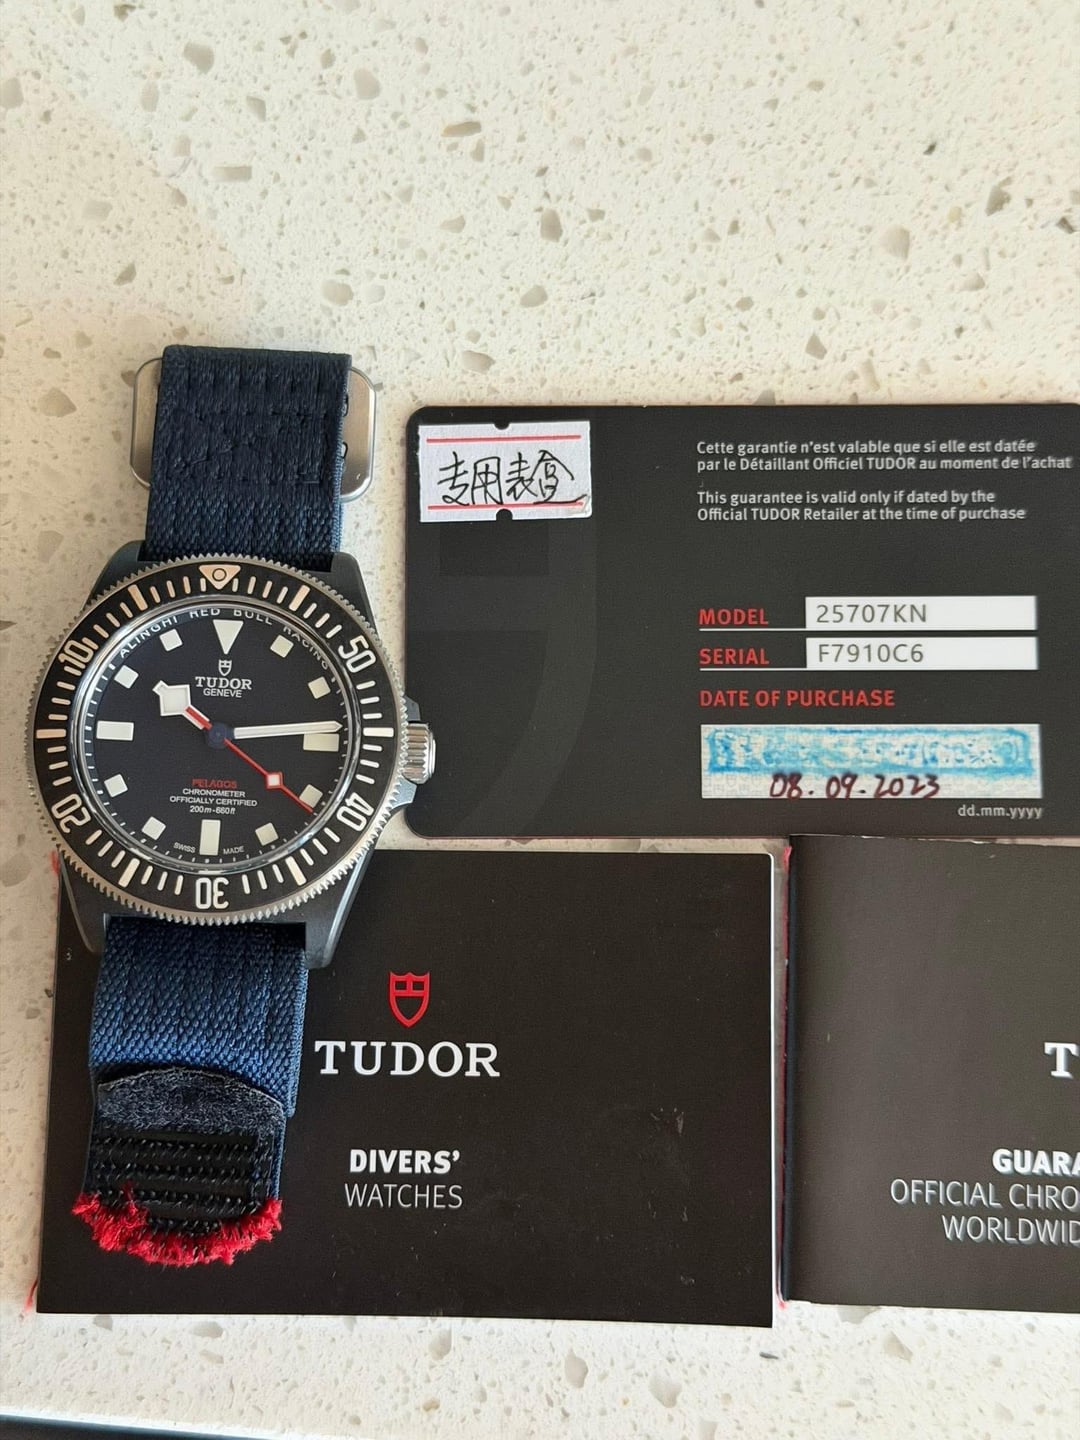 ALINGHI RED BULL RACING
TUDOR
GENEVE
PELAGOS
CHRONOMETER
OFFICIALLY CERTIFIED
200m-660ft
SWISS MADE
50
40
30
20
10
专用表盒
Cette garantie n'est valable que si elle est datée
par le Détaillant Officiel TUDOR au moment de l'achat
This guarantee is valid only if dated by the
Official TUDOR Retailer at the time of purchase
MODEL 25707KN
SERIAL F7910C6
DATE OF PURCHASE
08.09.2023
dd.mm.yyyy
TUDOR
DIVERS'
WATCHES
T
GUARA
OFFICIAL CHRO
WORLDWID